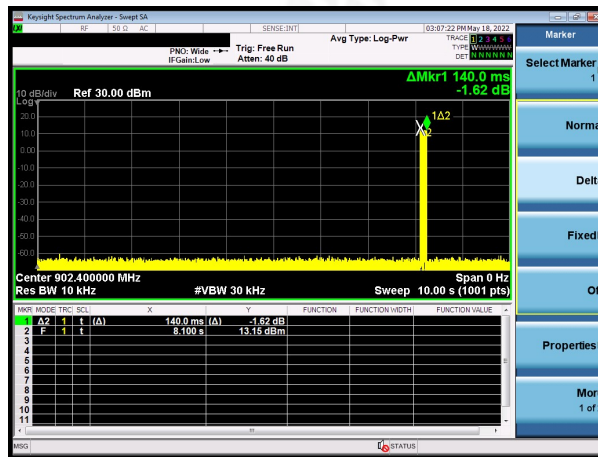 Keysight Spectrum Analyzer - Swept SA
RF 50 Ω AC SENSE:INT 03:07:22 PM May 18, 2022
Avg Type: Log-Pwr TRACE 1 2 3 4 5 6
PNO: Wide Trig: Free Run TYPE W
IFGain:Low Atten: 40 dB DET N N N N N N
ΔMkr1 140.0 ms
10 dB/div Ref 30.00 dBm -1.62 dB
Log
20.0
10.0
0.00
-10.0
-20.0
-30.0
-40.0
-50.0
-60.0
1Δ2
2
Center 902.400000 MHz Span 0 Hz
Res BW 10 kHz #VBW 30 kHz Sweep 10.00 s (1001 pts)
MKR MODE TRC SCL X Y FUNCTION FUNCTION WIDTH FUNCTION VALUE
1 Δ2 1 t (Δ) 140.0 ms (Δ) -1.62 dB
2 F 1 t 8.100 s 13.15 dBm
3
4
5
6
7
8
9
10
11
MSG STATUS
Marker
Select Marker
1
Norma
Delt
Fixed
Of
Properties
Mor
1 of